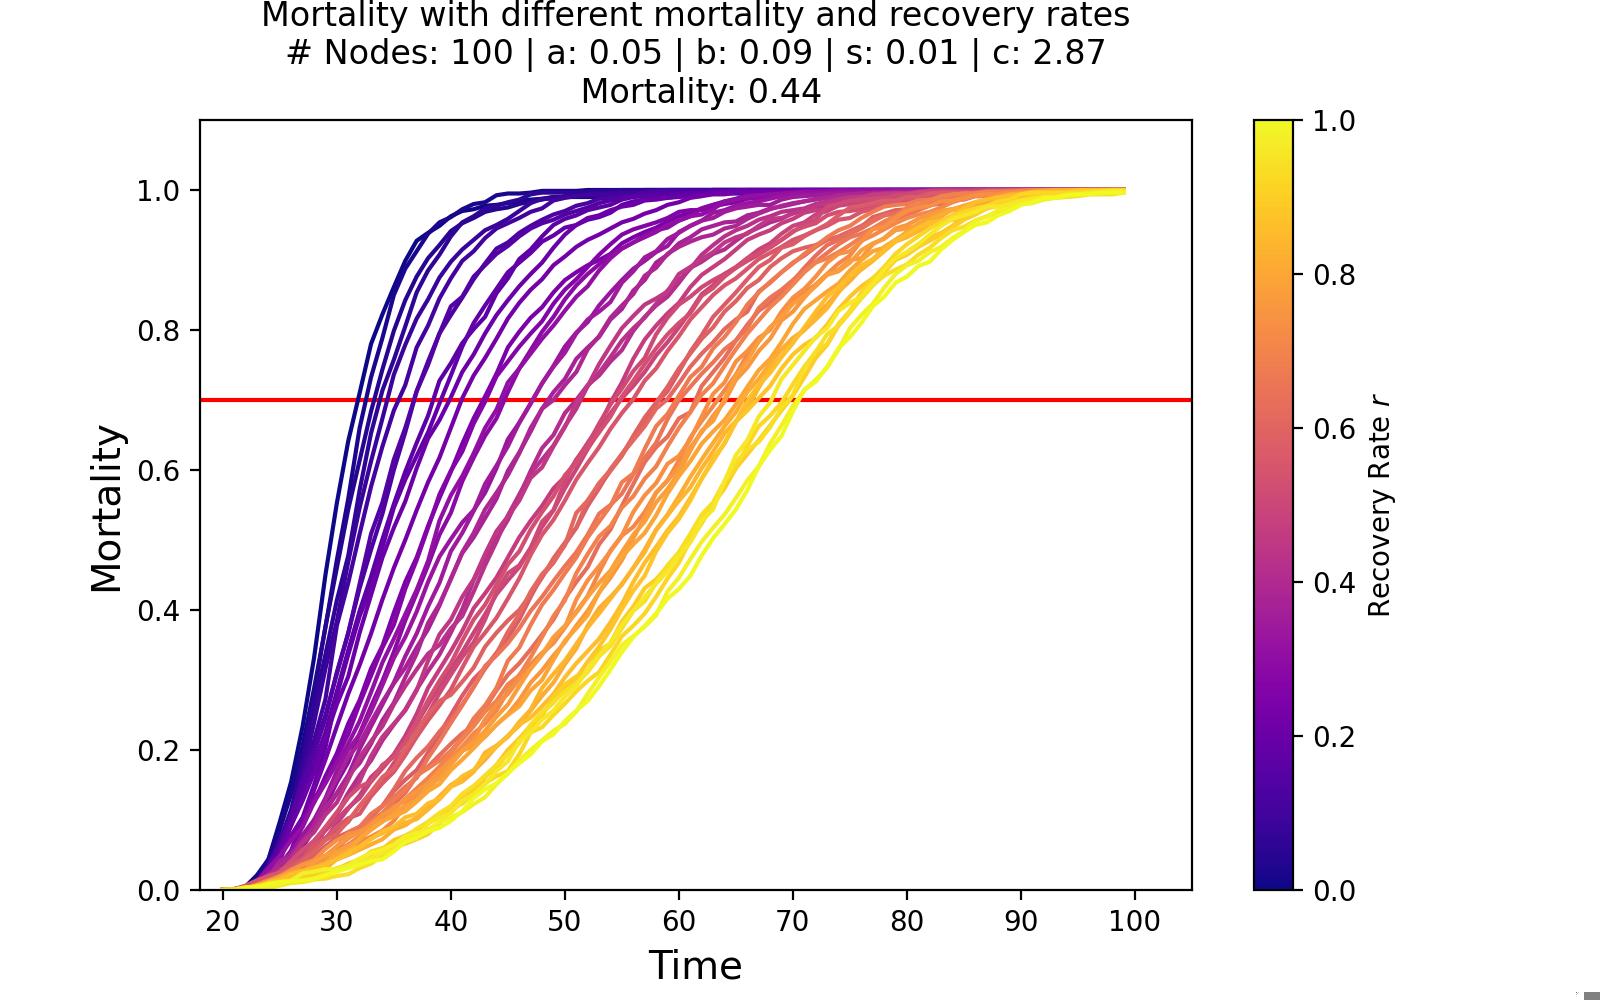 Mortality with different mortality and recovery rates
# Nodes: 100 | a: 0.05 | b: 0.09 | s: 0.01 | c: 2.87
Mortality: 0.44
Mortality
1.0
0.8
0.6
0.4
0.2
0.0
20 30 40 50 60 70 80 90 100
Time
1.0
0.8
0.6
0.4
0.2
0.0
Recovery Rate r